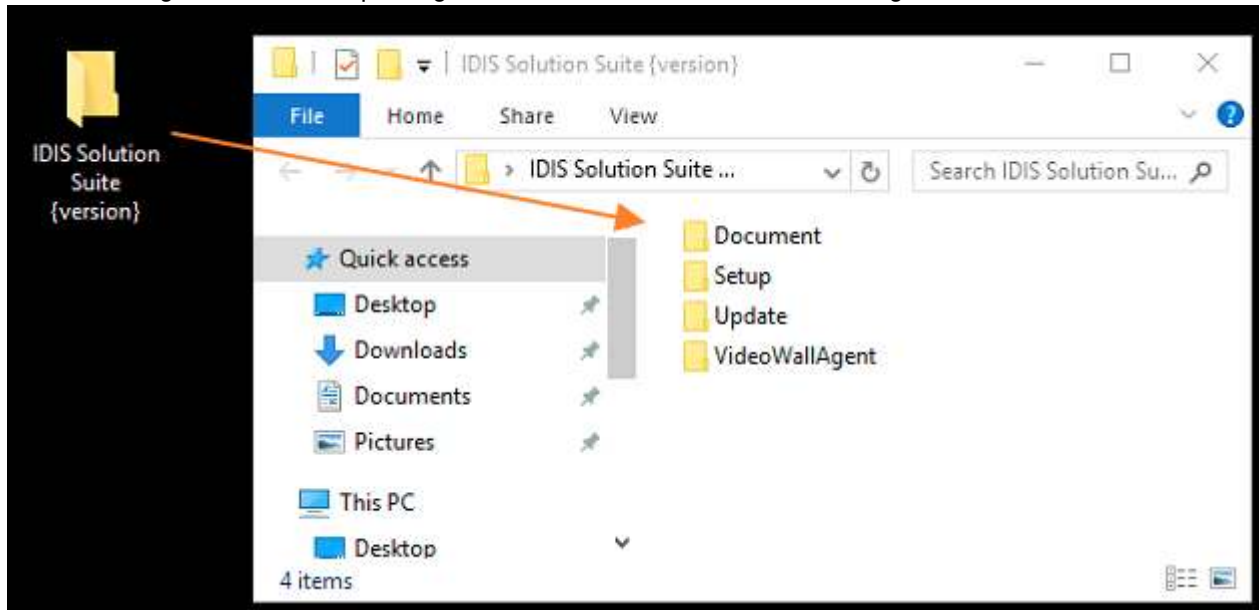 IDIS Solution
Suite
{version}
IDIS Solution Suite {version}
File Home Share View
IDIS Solution Suite ...
Search IDIS Solution Su...
Quick access
Desktop
Downloads
Documents
Pictures
This PC
Desktop
Document
Setup
Update
VideoWallAgent
4 items